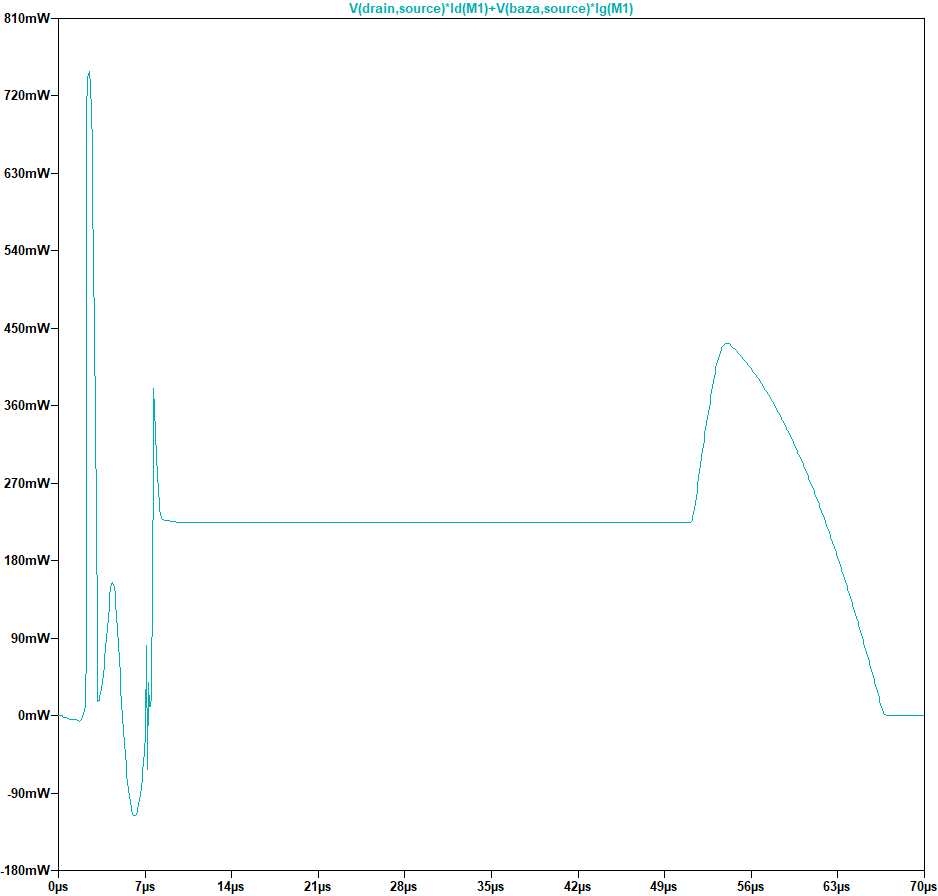 V(drain,source)*Id(M1)+V(baza,source)*Ig(M1)
810mW
720mW
630mW
540mW
450mW
360mW
270mW
180mW
90mW
0mW
-90mW
-180mW
0µs 7µs 14µs 21µs 28µs 35µs 42µs 49µs 56µs 63µs 70µs